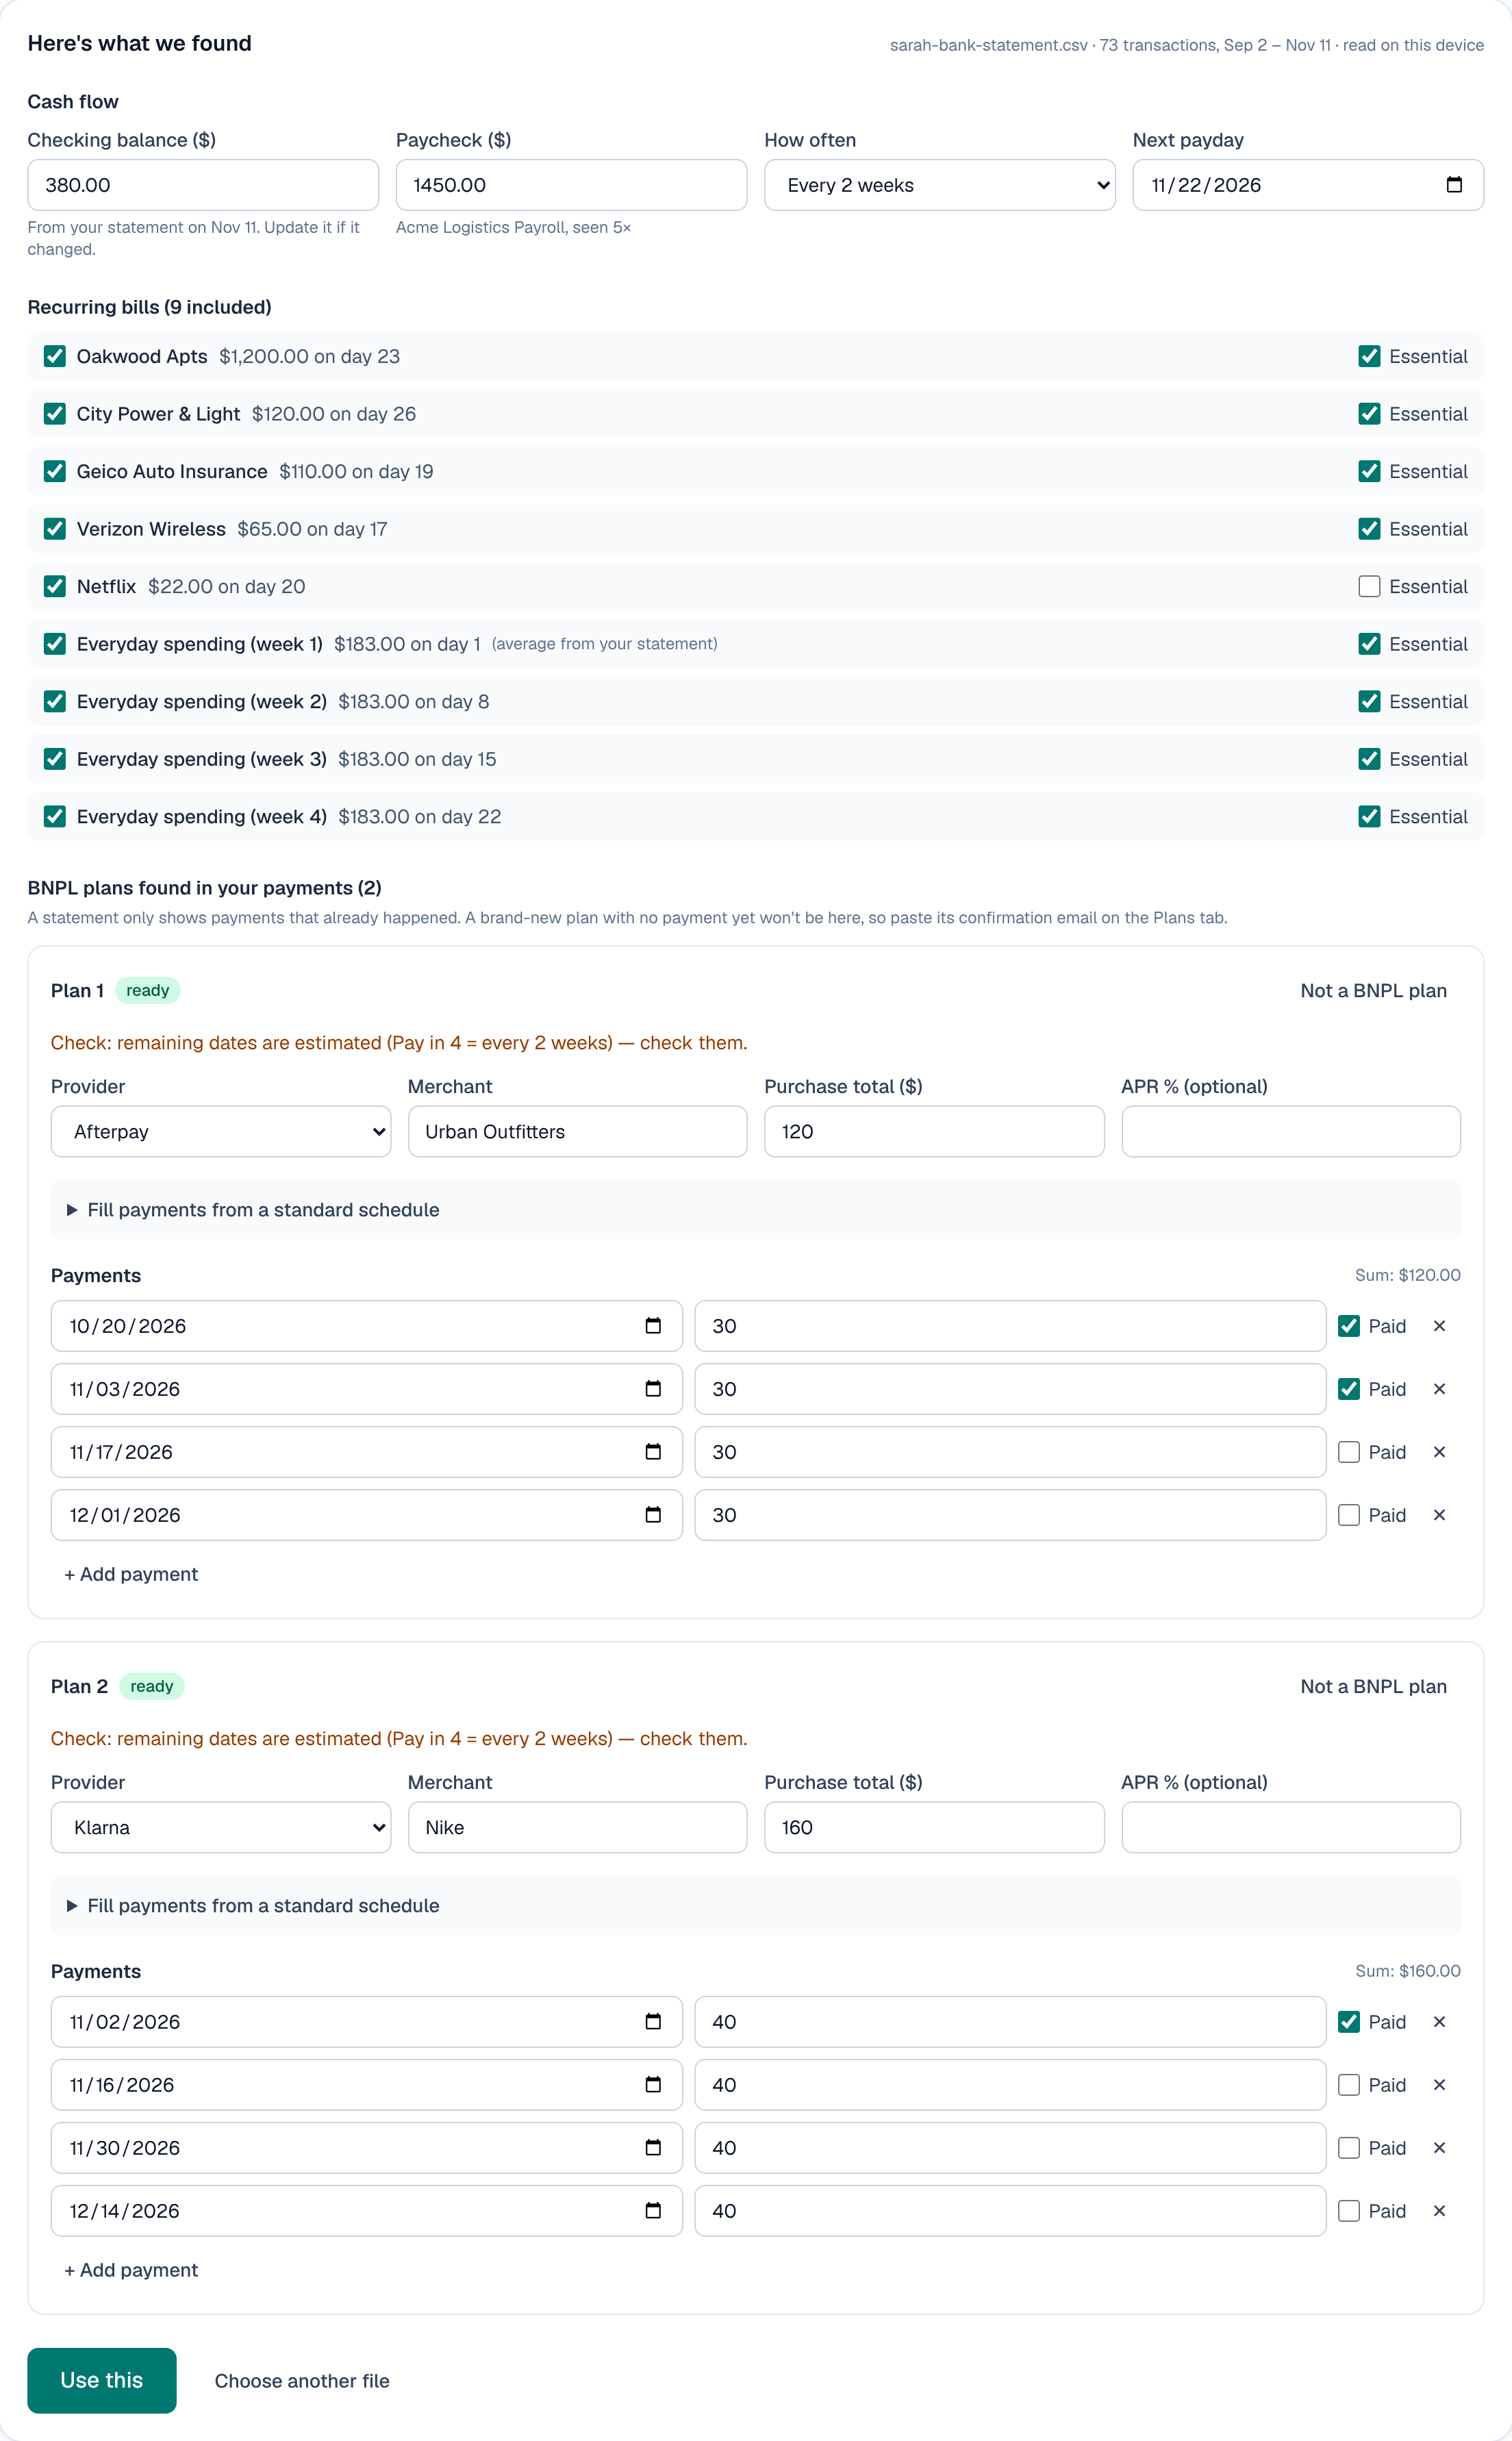 Here's what we found
sarah-bank-statement.csv · 73 transactions, Sep 2 – Nov 11 · read on this device
Cash flow
Checking balance ($)
Paycheck ($)
How often
Next payday
380.00
1450.00
Every 2 weeks
11/22/2026
From your statement on Nov 11. Update it if it
changed.
Acme Logistics Payroll, seen 5×
Recurring bills (9 included)
Oakwood Apts $1,200.00 on day 23
Essential
City Power & Light $120.00 on day 26
Essential
Geico Auto Insurance $110.00 on day 19
Essential
Verizon Wireless $65.00 on day 17
Essential
Netflix $22.00 on day 20
Essential
Everyday spending (week 1) $183.00 on day 1 (average from your statement)
Essential
Everyday spending (week 2) $183.00 on day 8
Essential
Everyday spending (week 3) $183.00 on day 15
Essential
Everyday spending (week 4) $183.00 on day 22
Essential
BNPL plans found in your payments (2)
A statement only shows payments that already happened. A brand-new plan with no payment yet won't be here, so paste its confirmation email on the Plans tab.
Plan 1 ready
Not a BNPL plan
Check: remaining dates are estimated (Pay in 4 = every 2 weeks) — check them.
Provider
Merchant
Purchase total ($)
APR % (optional)
Afterpay
Urban Outfitters
120
Fill payments from a standard schedule
Payments
Sum: $120.00
10/20/2026
30
Paid ×
11/03/2026
30
Paid ×
11/17/2026
30
Paid ×
12/01/2026
30
Paid ×
+ Add payment
Plan 2 ready
Not a BNPL plan
Check: remaining dates are estimated (Pay in 4 = every 2 weeks) — check them.
Provider
Merchant
Purchase total ($)
APR % (optional)
Klarna
Nike
160
Fill payments from a standard schedule
Payments
Sum: $160.00
11/02/2026
40
Paid ×
11/16/2026
40
Paid ×
11/30/2026
40
Paid ×
12/14/2026
40
Paid ×
+ Add payment
Use this
Choose another file